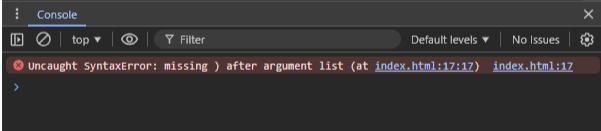 Console
top ▼ Filter Default levels ▼ No Issues
Uncaught SyntaxError: missing ) after argument list (at index.html:17:17) index.html:17